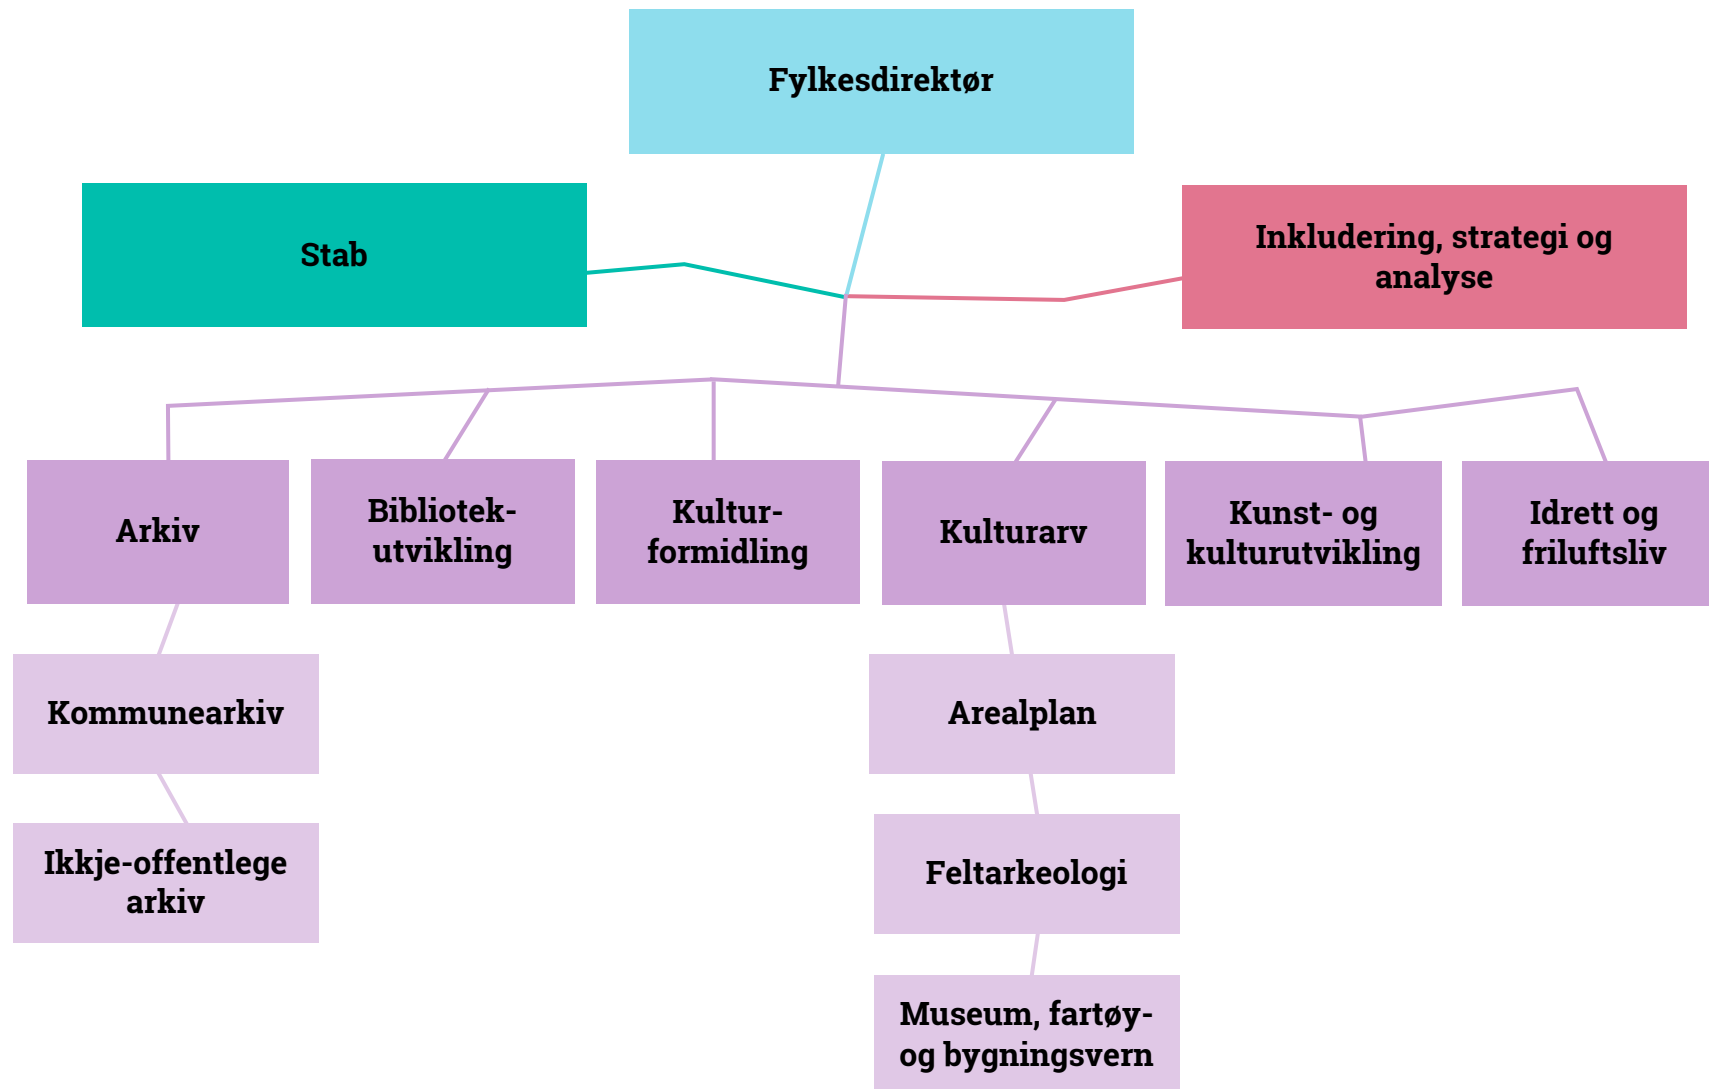 Fylkesdirektør
Stab
Inkludering, strategi og
analyse
Arkiv
Bibliotek-
utvikling
Kultur-
formidling
Kulturarv
Kunst- og
kulturutvikling
Idrett og
friluftsliv
Kommunearkiv
Arealplan
Ikkje-offentlege
arkiv
Feltarkeologi
Museum, fartøy-
og bygningsvern